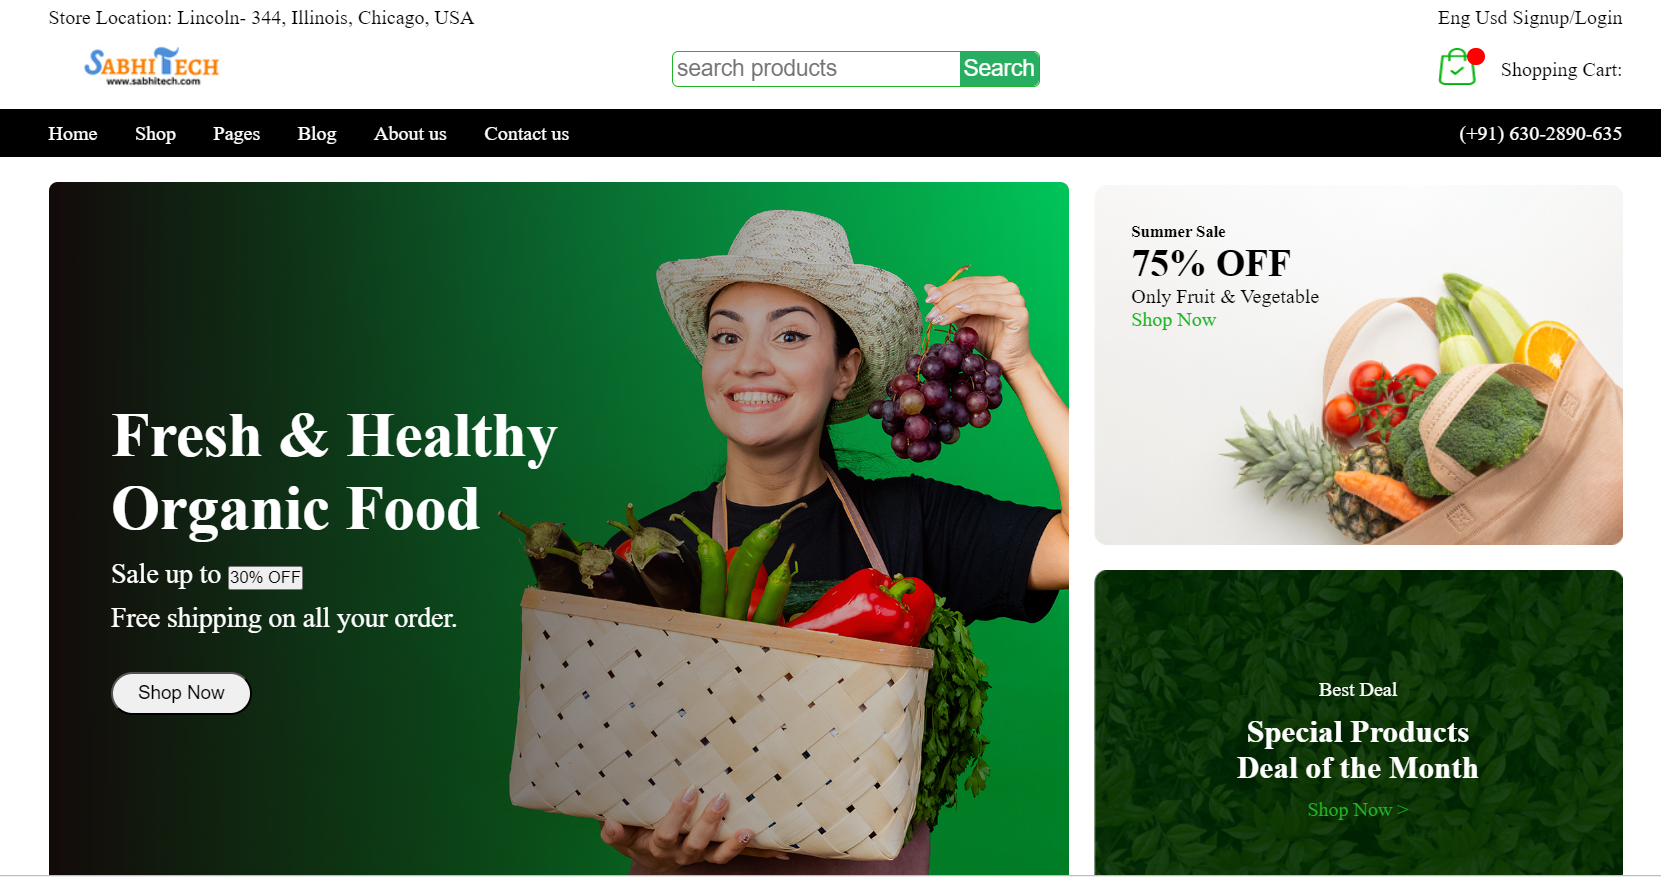 Store Location: Lincoln- 344, Illinois, Chicago, USA
Eng Usd Signup/Login
SABHITECH
www.sabhitech.com
search products
Search
Shopping Cart:
Home Shop Pages Blog About us Contact us
(+91) 630-2890-635
Fresh & Healthy
Organic Food
Sale up to 30% OFF
Free shipping on all your order.
Shop Now
Summer Sale
75% OFF
Only Fruit & Vegetable
Shop Now
Best Deal
Special Products
Deal of the Month
Shop Now >